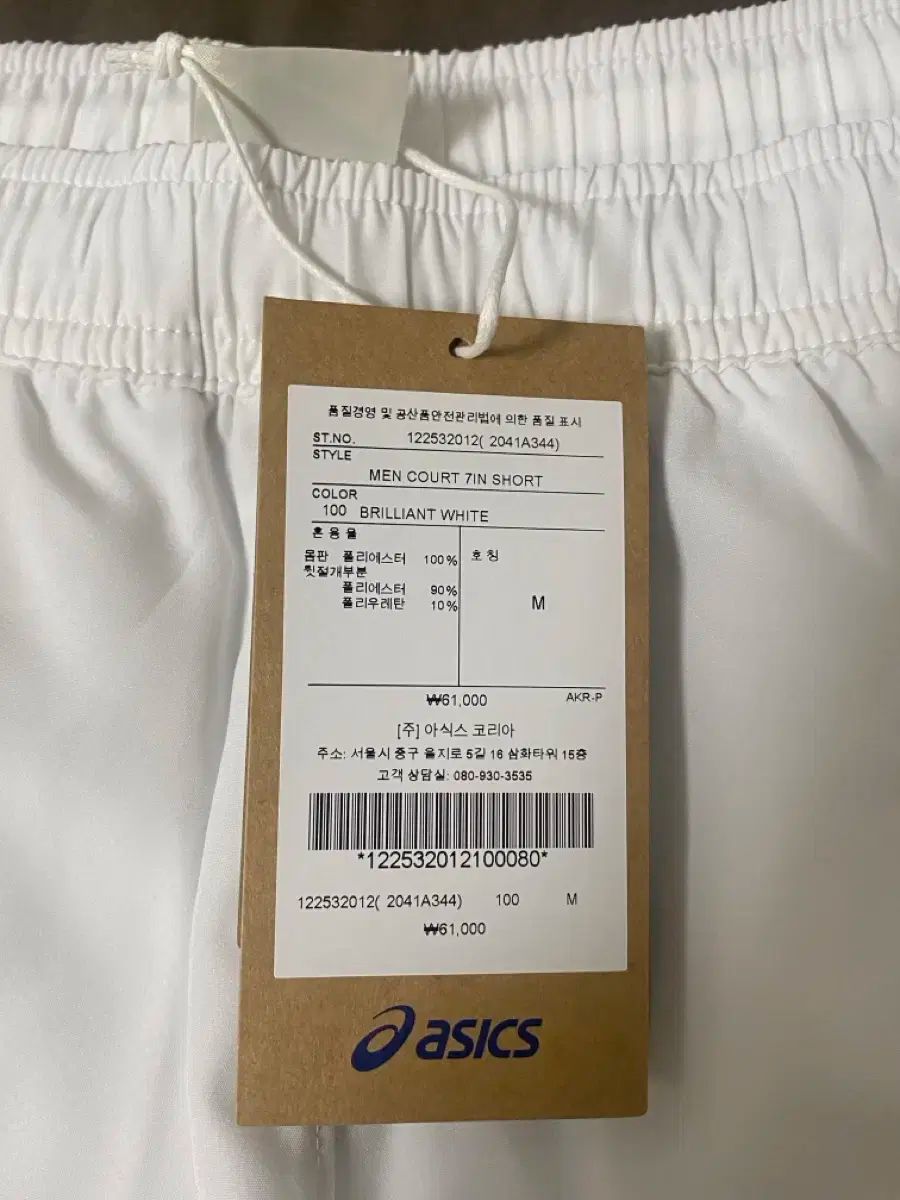 품질경영 및 공산품안전관리법에 의한 품질 표시
ST.NO. 122532012( 2041A344)
STYLE
MEN COURT 7IN SHORT
COLOR
100 BRILLIANT WHITE
혼 용 율
호 칭
몸판 폴리에스터 100%
뒷절개부분
폴리에스터 90%
폴리우레탄 10%
M
₩61,000 AKR-P
[주] 아식스 코리아
주소: 서울시 중구 을지로 5길 16 삼화타워 15층
고객 상담실: 080-930-3535
*122532012100080*
122532012( 2041A344) 100 M
₩61,000
asics